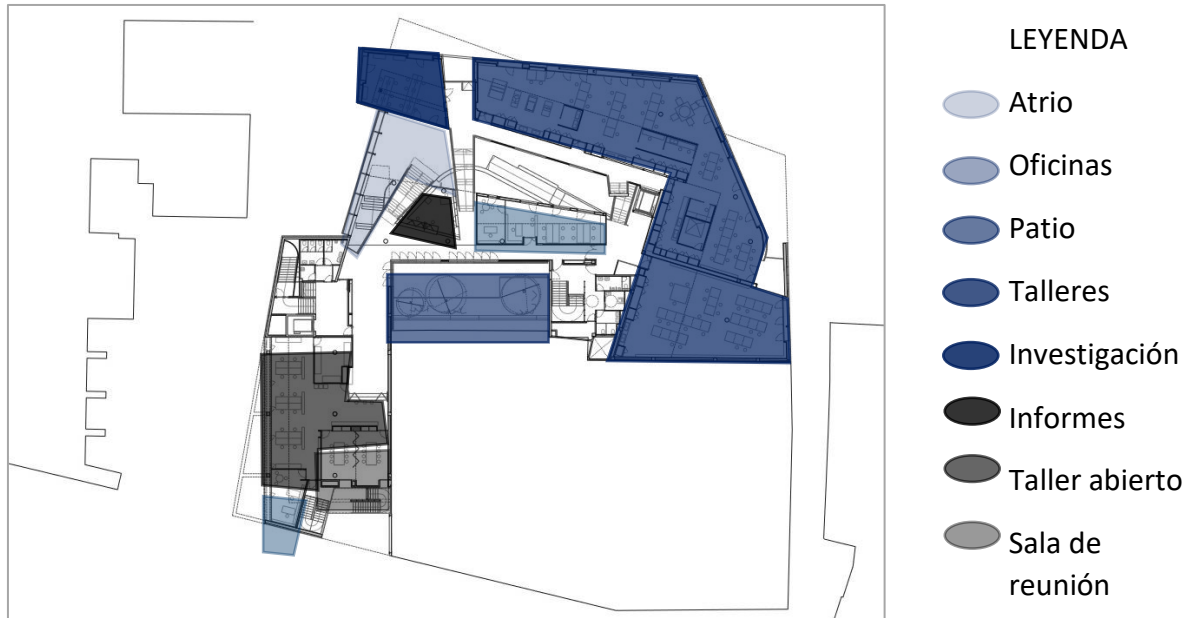 LEYENDA
Atrio
Oficinas
Patio
Talleres
Investigación
Informes
Taller abierto
Sala de
reunión